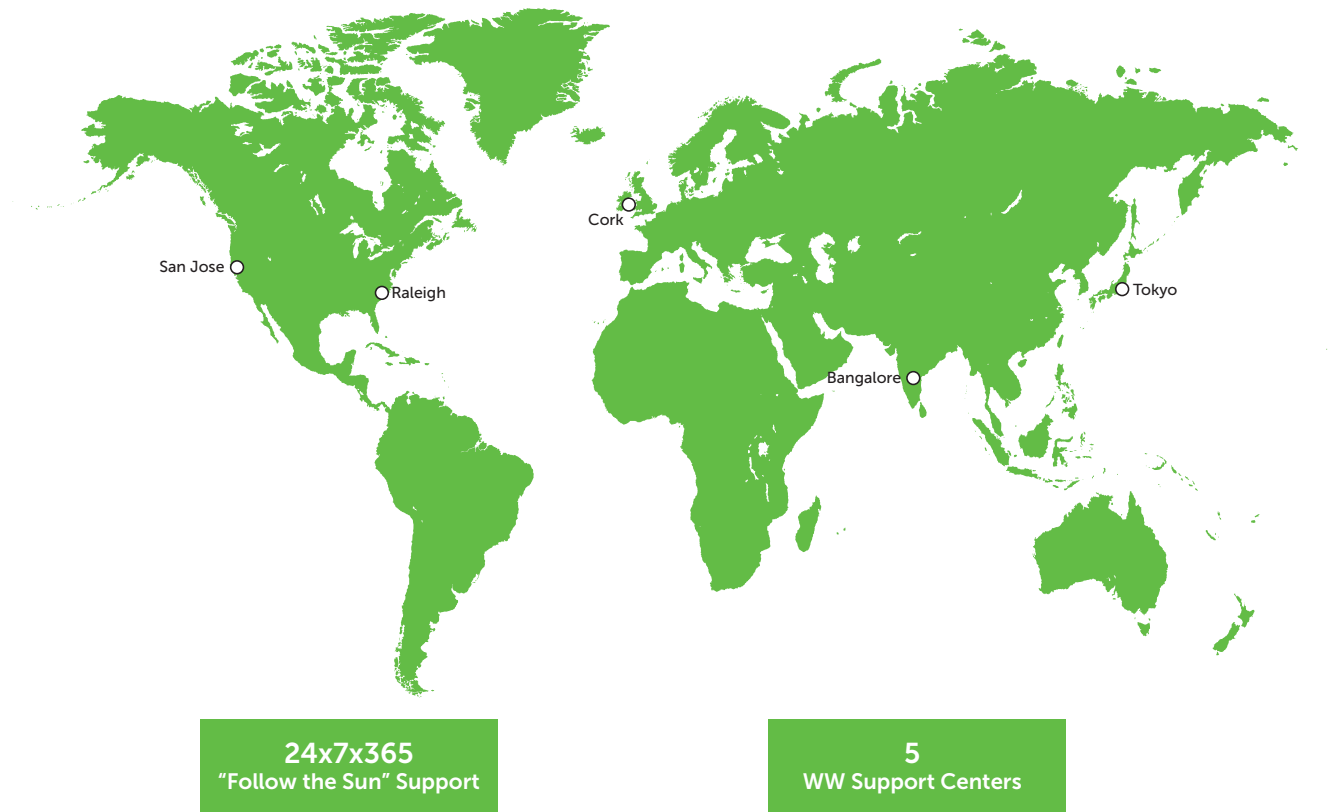 Cork
San Jose
Raleigh
Tokyo
Bangalore
24x7x365
“Follow the Sun” Support
5
WW Support Centers